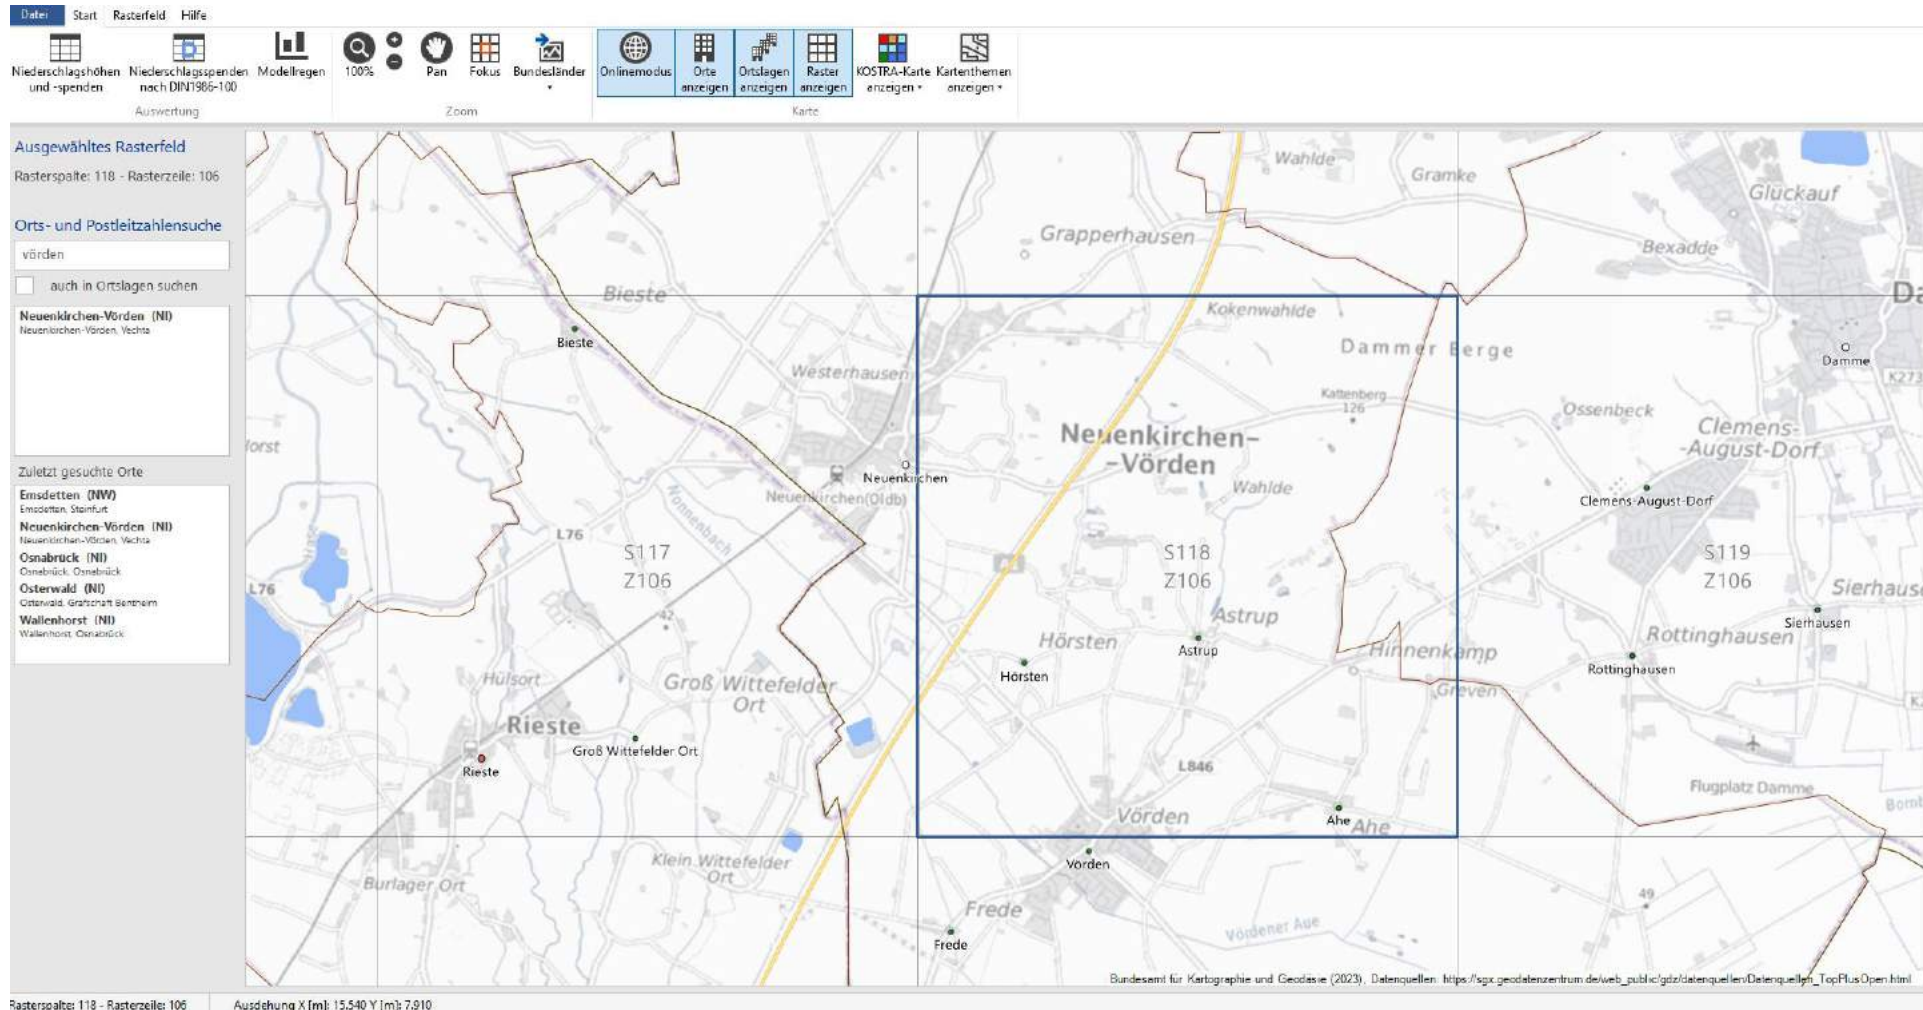 Datei Start Rasterfeld Hilfe
Niederschlagshöhen
und -spenden
Niederschlagsspenden
nach DIN1986-100
Modellregen
Auswertung
100%
Pan
Fokus
Bundesländer
Zoom
Onlinemodus
Orte
anzeigen
Ortslagen
anzeigen
Raster
anzeigen
KOSTRA-Karte
anzeigen
Kartenthemen
anzeigen
Karte
Ausgewähltes Rasterfeld
Rasterspalte: 118 - Rasterzeile: 106
Orts- und Postleitzahlensuche
vörden
auch in Ortslagen suchen
Neuenkirchen-Vörden (NI)
Neuenkirchen-Vörden, Vechta
Zuletzt gesuchte Orte
Emsdetten (NW)
Emsdetten, Steinfurt
Neuenkirchen-Vörden (NI)
Neuenkirchen-Vörden, Vechta
Osnabrück (NI)
Osnabrück, Osnabrück
Osterwald (NI)
Osterwald, Grafschaft Bentheim
Wallenhorst (NI)
Wallenhorst, Osnabrück
Wahlde
Gramke
Glückauf
Grapperhausen
Bexadde
Bieste
Kokenwahlde
Da
Bieste
Dammer Berge
Damme
Westerhausen
K273
Kattenberg
126
Ossenbeck
Clemens-
-August-Dorf
Neuenkirchen-
-Vörden
orst
Neuenkirchen
Neuenkirchen(Oldb)
Wahlde
Clemens-August-Dorf
Nonnenbach
L76
S117
Z106
S118
Z106
S119
Z106
L76
Sierhause
Sierhausen
42
Astrup
Astrup
Hörsten
Hörsten
Rottinghausen
Rottinghausen
Hinnenkamp
Greven
Hülsort
Groß Wittefelder
Ort
Rieste
Rieste
Groß Wittefelder Ort
L846
Flugplatz Damme
Vörden
Ahe
Ahe
Vörden
Klein Wittefelder
Ort
Burlager Ort
49
Frede
Frede
Vördener Aue
Bundesamt für Kartographie und Geodäsie (2023), Datenquellen: https://sgx.geodatenzentrum.de/web_public/gdz/datenquellen/Datenquellen_TopPlusOpen.html
Rasterspalte: 118 - Rasterzeile: 106 Ausdehung X [m]: 15.540 Y [m]: 7.910